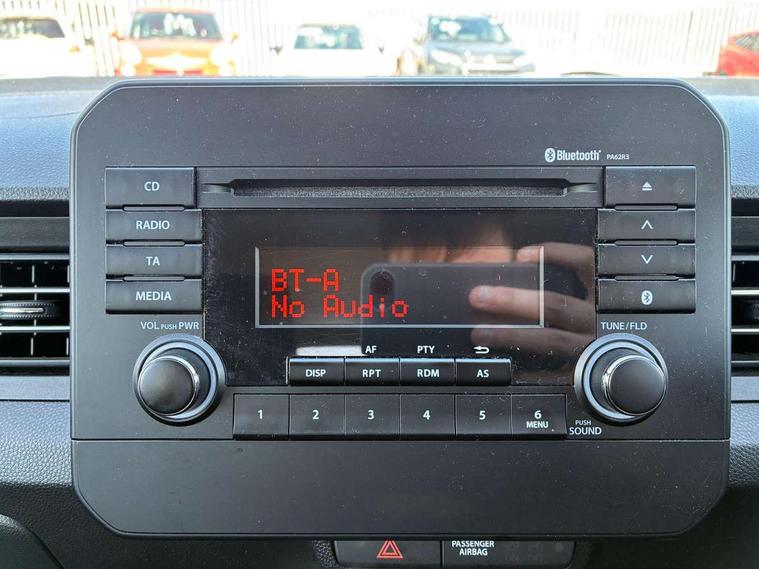 Bluetooth PA62R3
CD
RADIO
TA
MEDIA
BT-A
No Audio
VOL PUSH PWR
TUNE/FLD
AF PTY
DISP RPT RDM AS
1 2 3 4 5 6
MENU
PUSH
SOUND
PASSENGER
AIRBAG